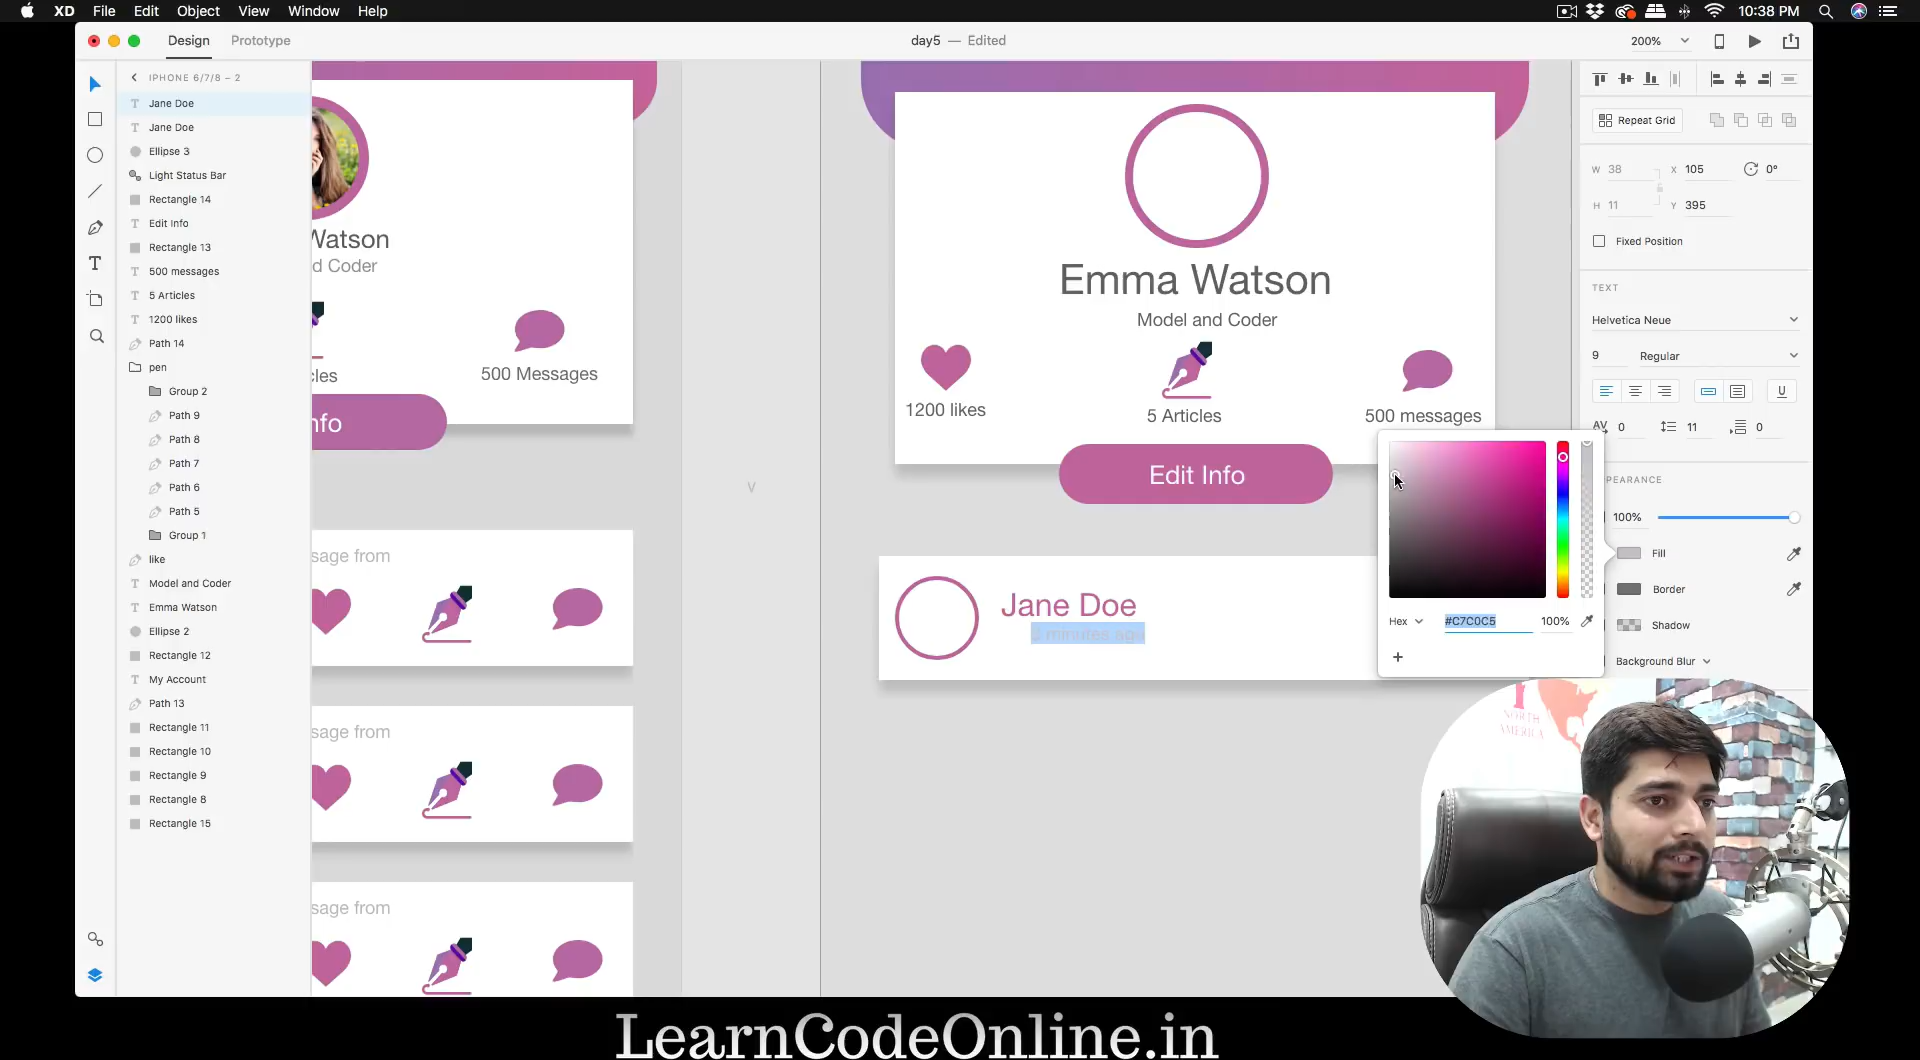 XD File Edit Object View Window Help
10:38 PM
Design Prototype
day5 — Edited
200%
IPHONE 6/7/8 – 2
Jane Doe
Jane Doe
Ellipse 3
Light Status Bar
Rectangle 14
Edit Info
Rectangle 13
500 messages
5 Articles
1200 likes
Path 14
pen
Group 2
Path 9
Path 8
Path 7
Path 6
Path 5
Group 1
like
Model and Coder
Emma Watson
Ellipse 2
Rectangle 12
My Account
Path 13
Rectangle 11
Rectangle 10
Rectangle 9
Rectangle 8
Rectangle 15
Watson
d Coder
cles
500 Messages
nfo
sage from
sage from
sage from
v
Emma Watson
Model and Coder
1200 likes
5 Articles
500 messages
Edit Info
Jane Doe
2 minutes ago
Hex #C7C0C5 100%
+
Repeat Grid
W 38 X 105 0°
H 11 Y 395
Fixed Position
TEXT
Helvetica Neue
9 Regular
U
AV 0 11 0
PEARANCE
100%
Fill
Border
Shadow
Background Blur
I
NORTH
AMERICA
LearnCodeOnline.in